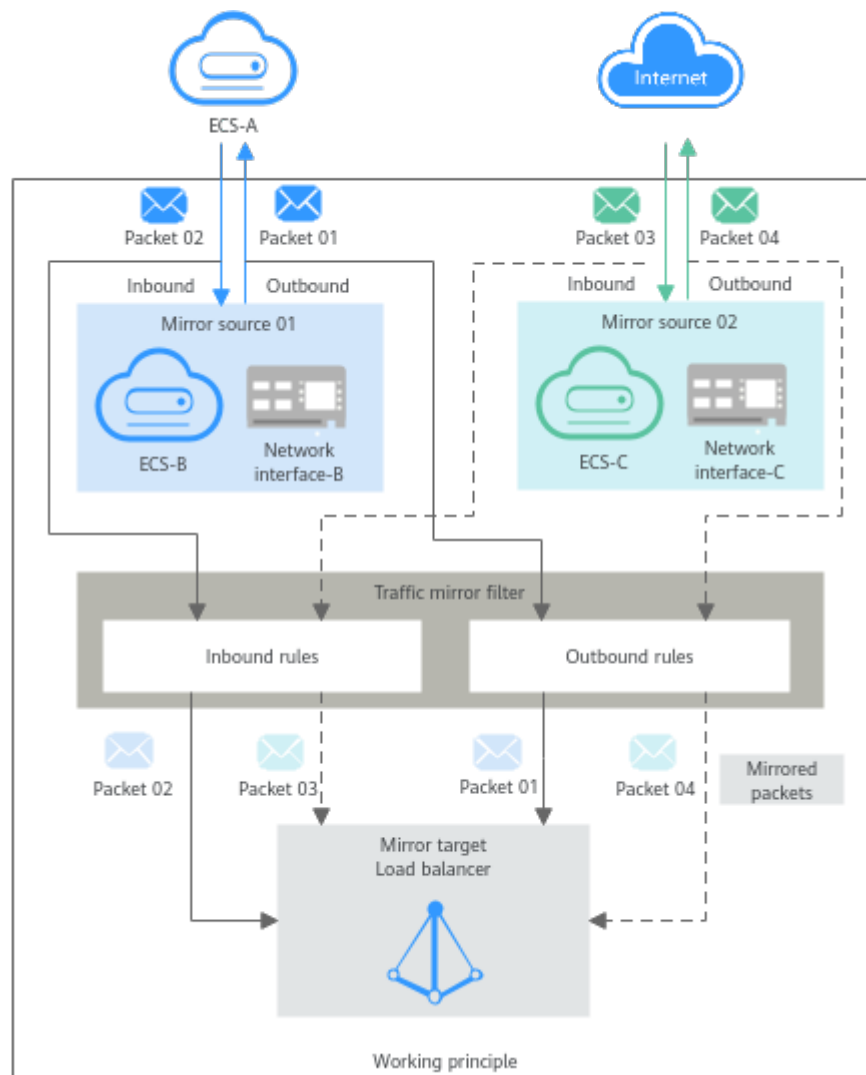 Internet
ECS-A
Packet 02
Packet 01
Packet 03
Packet 04
Inbound
Outbound
Inbound
Outbound
Mirror source 01
Mirror source 02
ECS-B
Network
interface-B
ECS-C
Network
interface-C
Traffic mirror filter
Inbound rules
Outbound rules
Packet 02
Packet 03
Packet 01
Packet 04
Mirrored
packets
Mirror target
Load balancer
Working principle